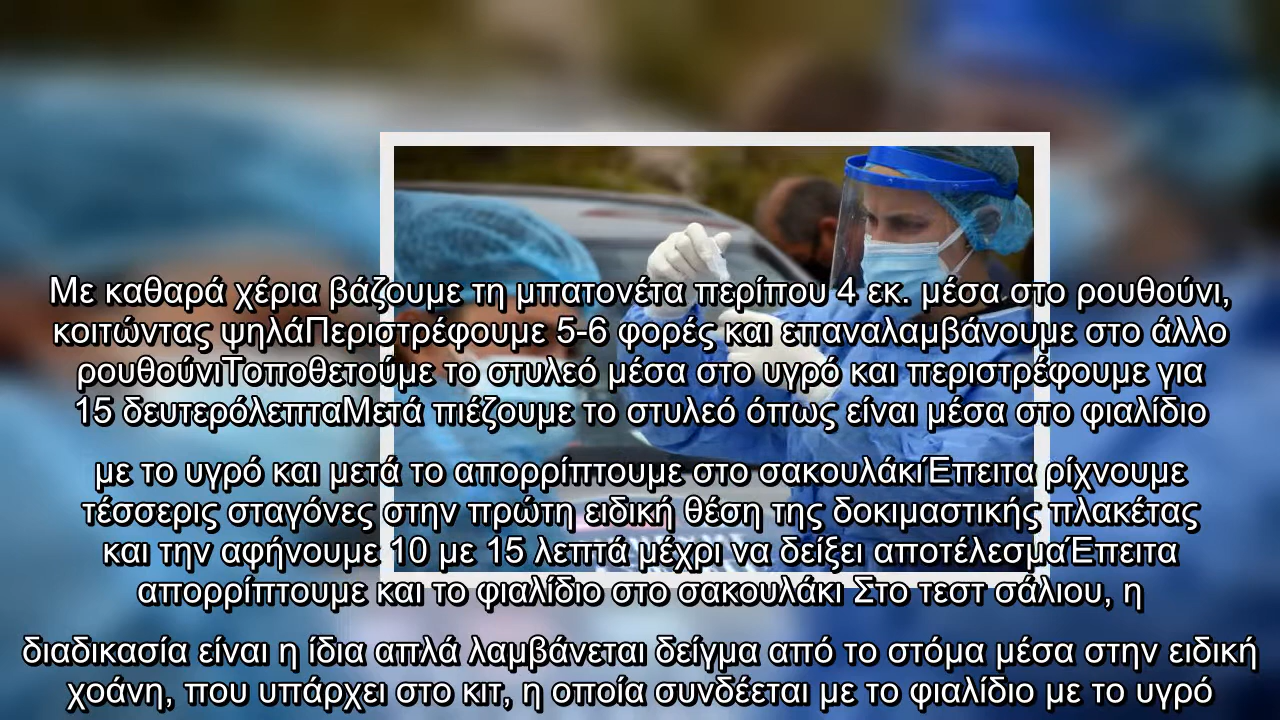 Με καθαρά χέρια βάζουμε τη μπατονέτα περίπου 4 εκ. μέσα στο ρουθούνι,
κοιτώντας ψηλάΠεριστρέφουμε 5-6 φορές και επαναλαμβάνουμε στο άλλο
ρουθούνιΤοποθετούμε το στυλεό μέσα στο υγρό και περιστρέφουμε για
15 δευτερόλεπταΜετά πιέζουμε το στυλεό όπως είναι μέσα στο φιαλίδιο
με το υγρό και μετά το απορρίπτουμε στο σακουλάκιΈπειτα ρίχνουμε
τέσσερις σταγόνες στην πρώτη ειδική θέση της δοκιμαστικής πλακέτας
και την αφήνουμε 10 με 15 λεπτά μέχρι να δείξει αποτέλεσμαΈπειτα
απορρίπτουμε και το φιαλίδιο στο σακουλάκι Στο τεστ σάλιου, η
διαδικασία είναι η ίδια απλά λαμβάνεται δείγμα από το στόμα μέσα στην ειδική
χοάνη, που υπάρχει στο κιτ, η οποία συνδέεται με το φιαλίδιο με το υγρό